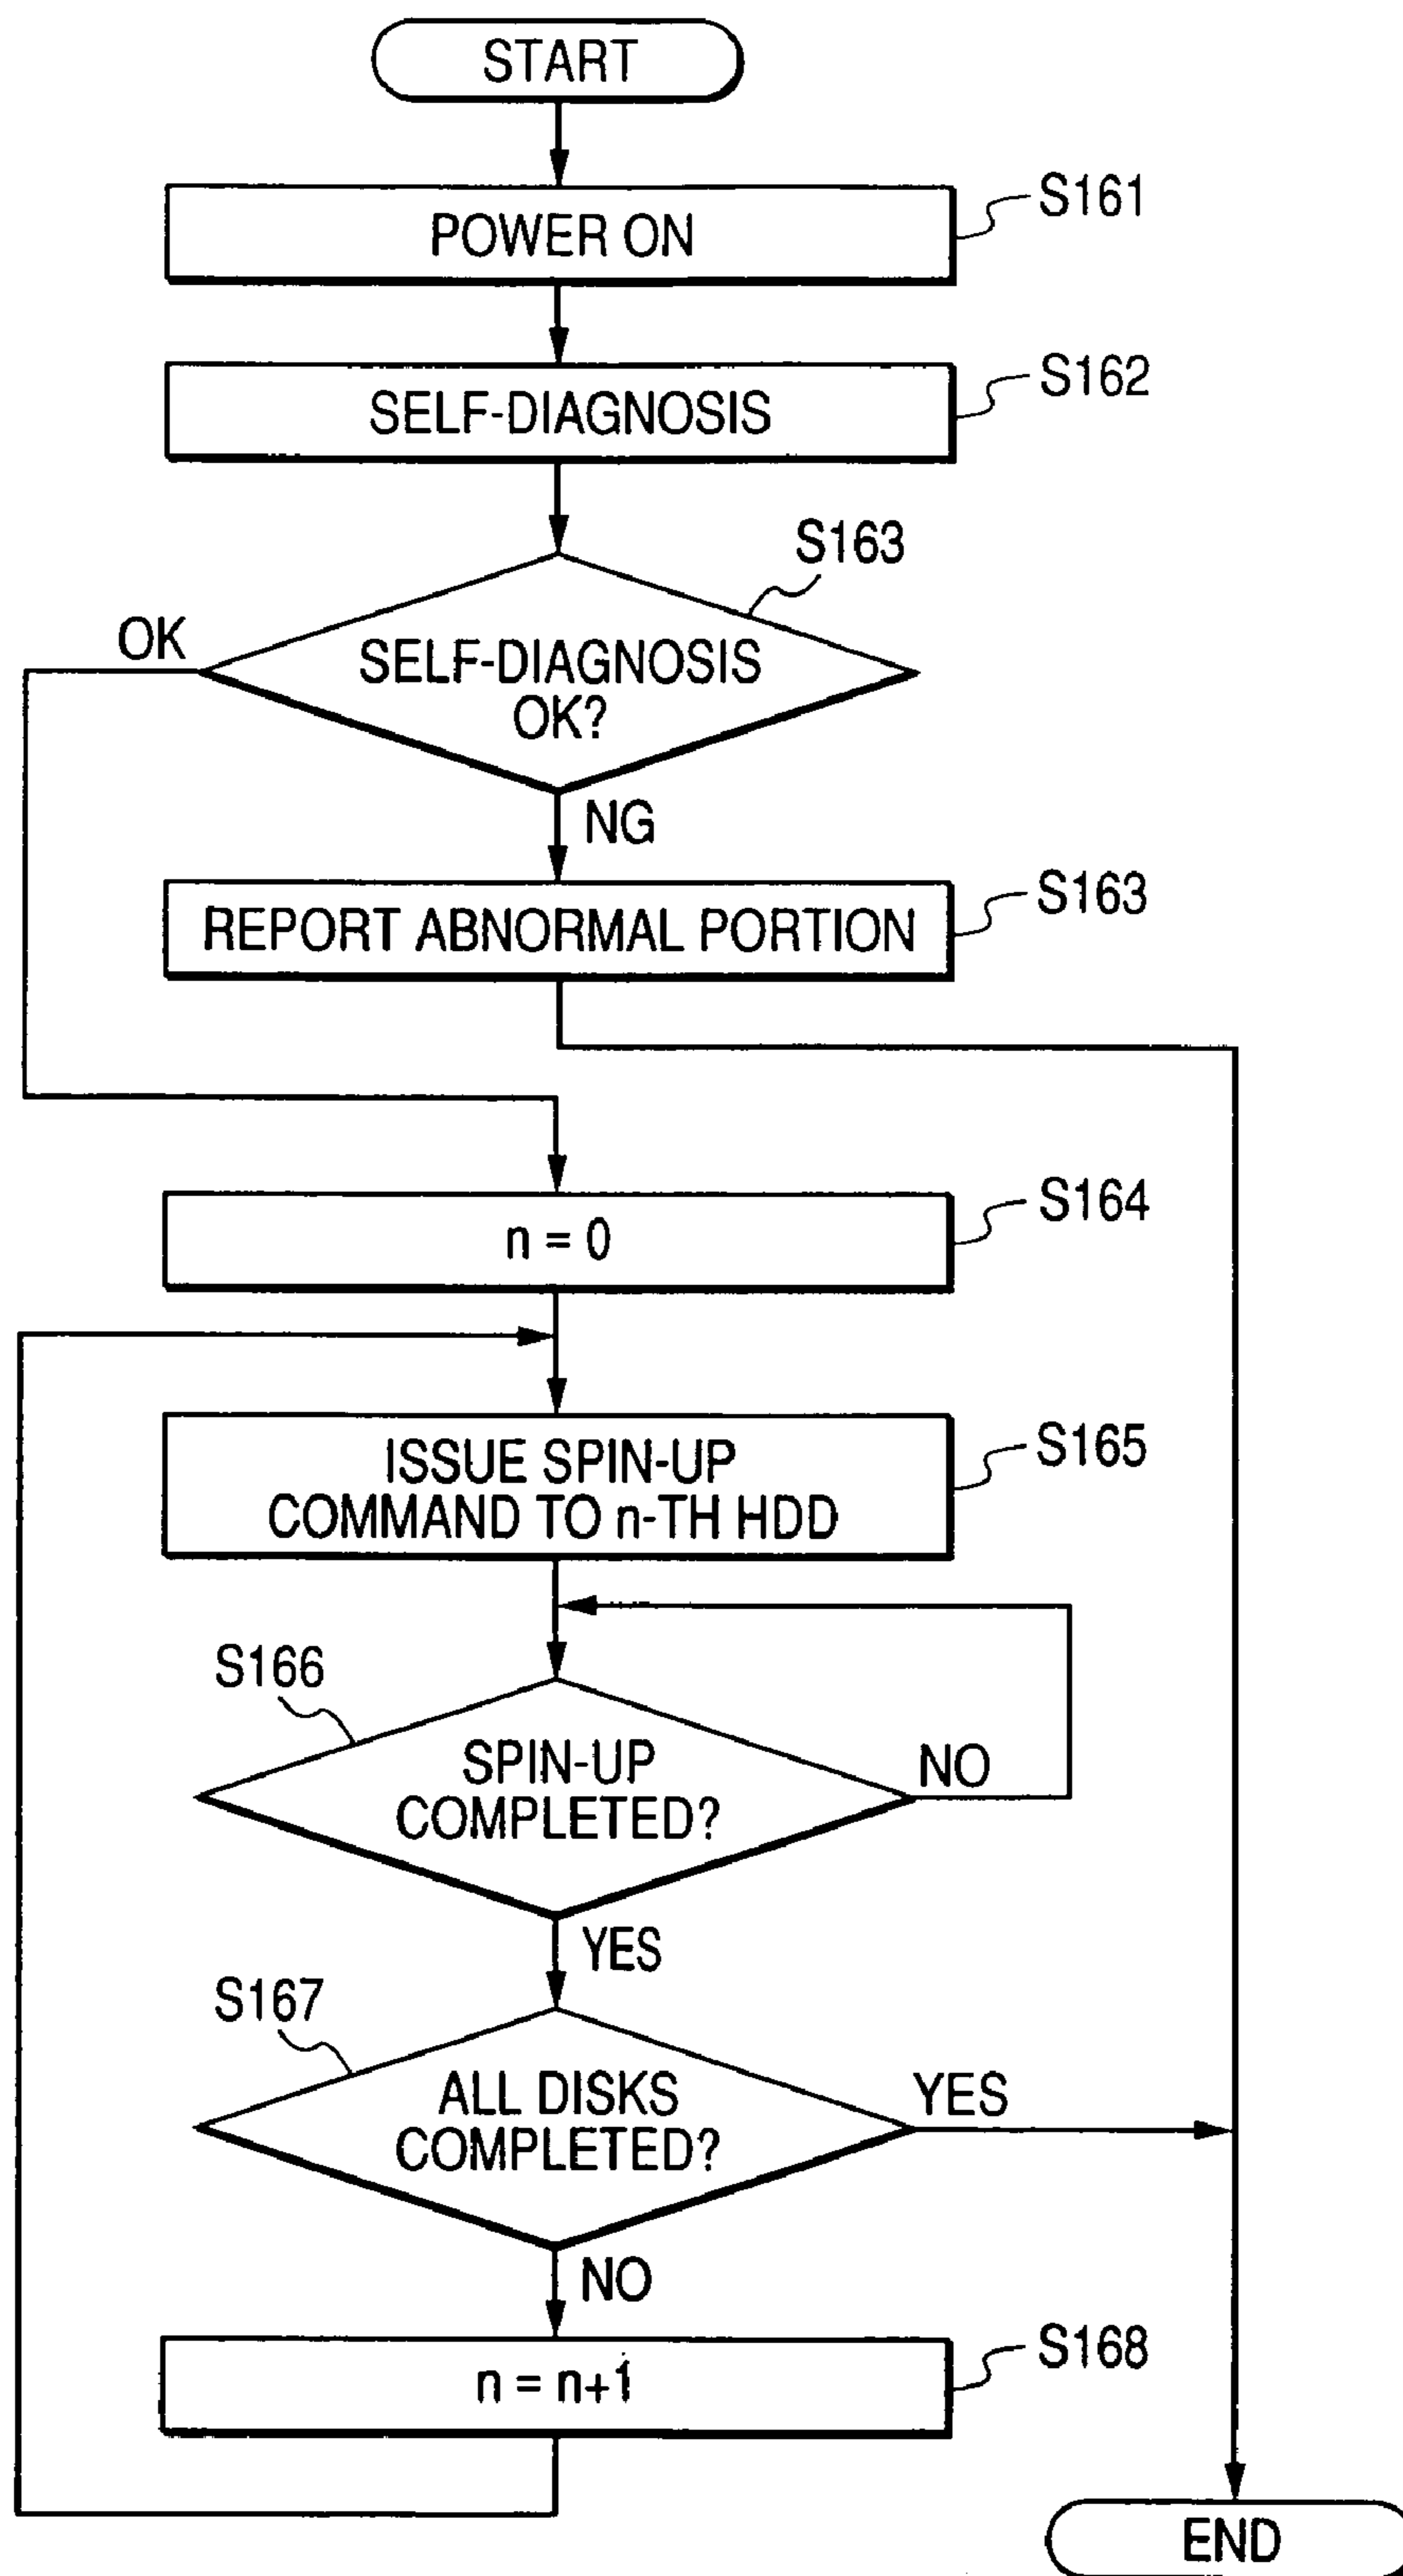 START
POWER ON
S161
SELF-DIAGNOSIS
S162
S163
OK
SELF-DIAGNOSIS
OK?
NG
REPORT ABNORMAL PORTION
S163
n = 0
S164
ISSUE SPIN-UP
COMMAND TO n-TH HDD
S165
S166
SPIN-UP
COMPLETED?
NO
YES
S167
ALL DISKS
COMPLETED?
YES
NO
n = n+1
S168
END